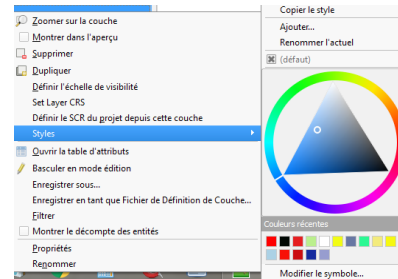 Zoomer sur la couche
Montrer dans l'aperçu
Supprimer
Dupliquer
Définir l'échelle de visibilité
Set Layer CRS
Définir le SCR du projet depuis cette couche
Styles
Ouvrir la table d'attributs
Basculer en mode édition
Enregistrer sous...
Enregistrer en tant que Fichier de Définition de Couche...
Filtrer
Montrer le décompte des entités
Propriétés
Renommer
Copier le style
Ajouter...
Renommer l'actuel
(défaut)
Couleurs récentes
Modifier le symbole...